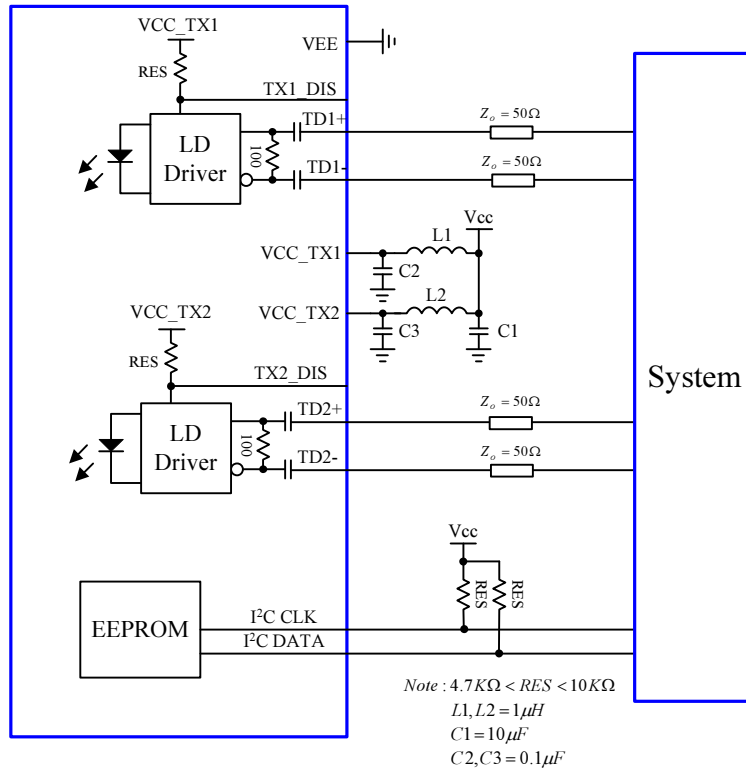 VCC_TX1
RES
VEE
TX1_DIS
LD
Driver
100
TD1+
TD1-
Zo = 50Ω
Zo = 50Ω
Vcc
VCC_TX1
L1
C2
VCC_TX2
L2
C3
C1
VCC_TX2
RES
TX2_DIS
LD
Driver
100
TD2+
TD2-
Zo = 50Ω
Zo = 50Ω
System
Vcc
RES
RES
EEPROM
I²C CLK
I²C DATA
Note : 4.7KΩ < RES < 10KΩ
L1, L2 = 1μH
C1 = 10μF
C2, C3 = 0.1μF